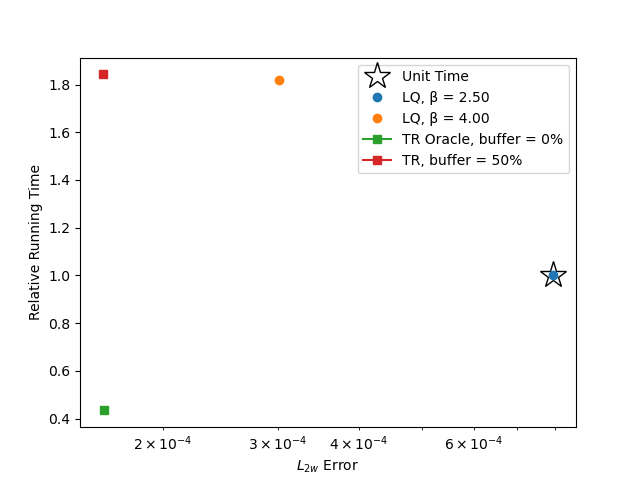 Unit Time
LQ, β = 2.50
LQ, β = 4.00
TR Oracle, buffer = 0%
TR, buffer = 50%
Relative Running Time
1.8
1.6
1.4
1.2
1.0
0.8
0.6
0.4
2 × 10⁻⁴
3 × 10⁻⁴
4 × 10⁻⁴
6 × 10⁻⁴
L₂w Error